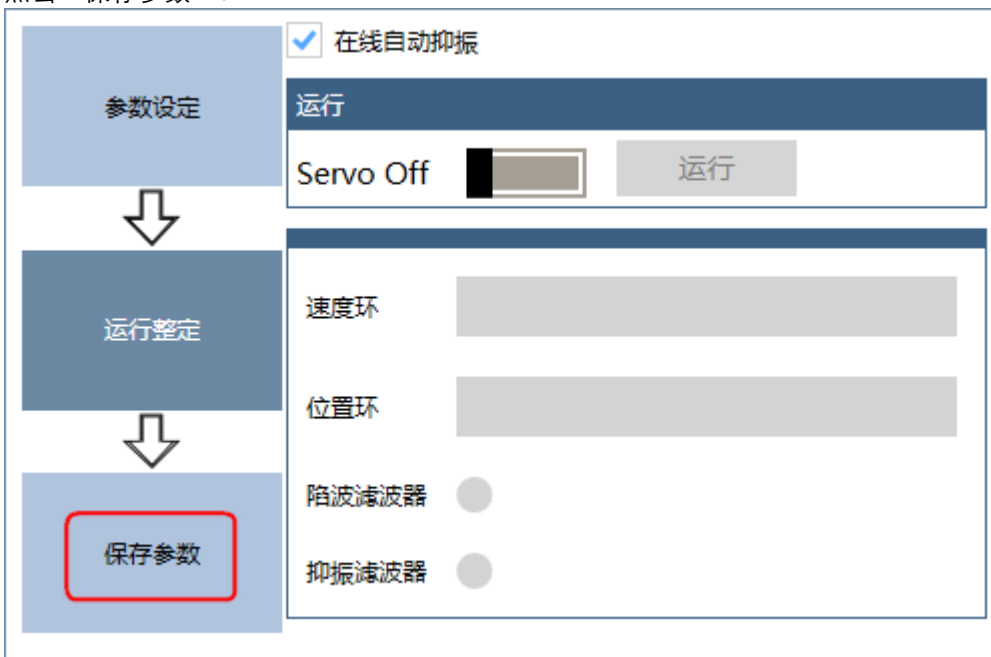 在线自动抑振
参数设定
运行
Servo Off
运行
运行整定
速度环
位置环
陷波滤波器
保存参数
抑振滤波器